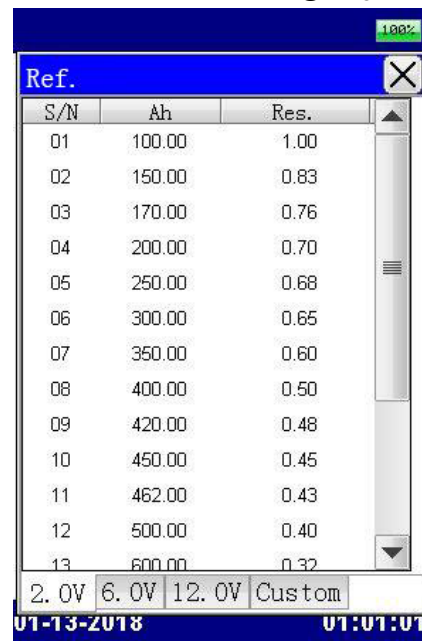 100%
Ref.
S/N Ah Res.
01 100.00 1.00
02 150.00 0.83
03 170.00 0.76
04 200.00 0.70
05 250.00 0.68
06 300.00 0.65
07 350.00 0.60
08 400.00 0.50
09 420.00 0.48
10 450.00 0.45
11 462.00 0.43
12 500.00 0.40
13 600.00 0.32
2.0V 6.0V 12.0V Custom
01-13-2018 01:01:01